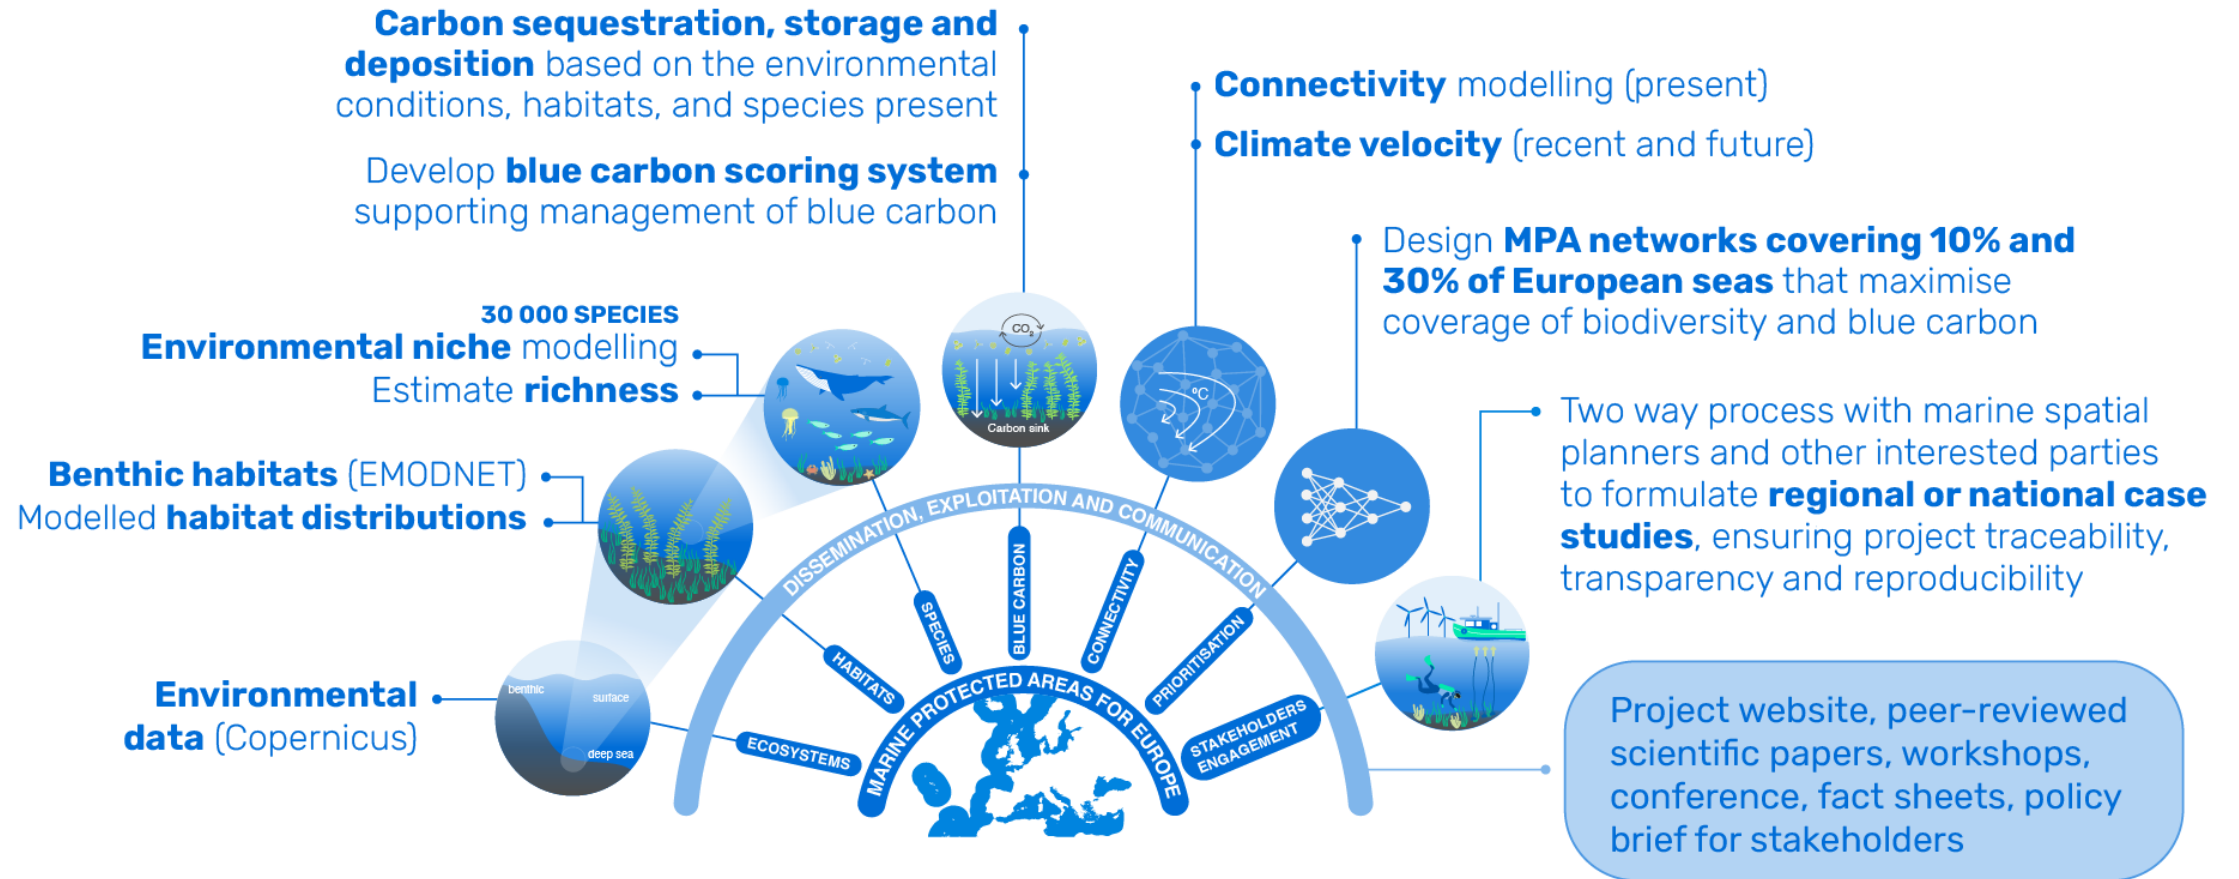 Carbon sequestration, storage and
deposition based on the environmental
conditions, habitats, and species present
Develop blue carbon scoring system
supporting management of blue carbon
Connectivity modelling (present)
Climate velocity (recent and future)
Design MPA networks covering 10% and
30% of European seas that maximise
coverage of biodiversity and blue carbon
30 000 SPECIES
Environmental niche modelling
Estimate richness
Benthic habitats (EMODNET)
Modelled habitat distributions
Environmental
data (Copernicus)
Two way process with marine spatial
planners and other interested parties
to formulate regional or national case
studies, ensuring project traceability,
transparency and reproducibility
Project website, peer-reviewed
scientific papers, workshops,
conference, fact sheets, policy
brief for stakeholders
CO₂
Carbon sink
ºC
benthic
surface
deep sea
DISSEMINATION, EXPLOITATION AND COMMUNICATION
ECOSYSTEMS
HABITATS
SPECIES
BLUE CARBON
CONNECTIVITY
PRIORITISATION
STAKEHOLDERS
ENGAGEMENT
MARINE PROTECTED AREAS FOR EUROPE